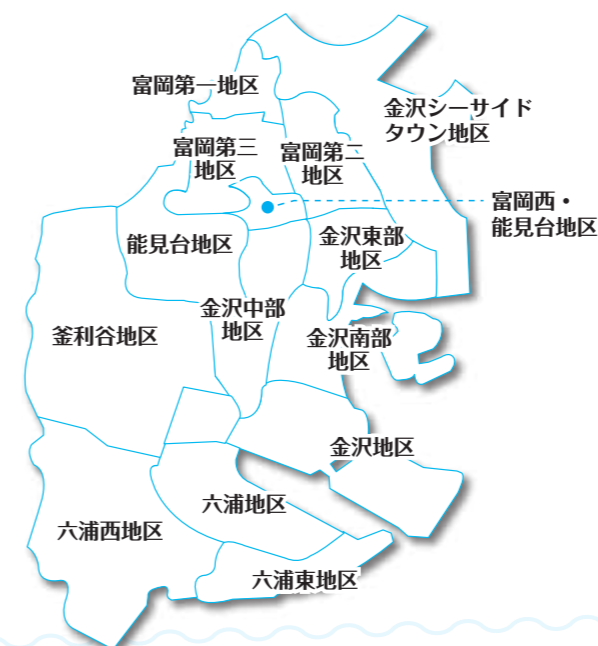 富岡第一地区
金沢シーサイド
タウン地区
富岡第三
地区
富岡第二
地区
富岡西・
能見台地区
能見台地区
金沢東部
地区
金沢中部
地区
釜利谷地区
金沢南部
地区
金沢地区
六浦地区
六浦西地区
六浦東地区